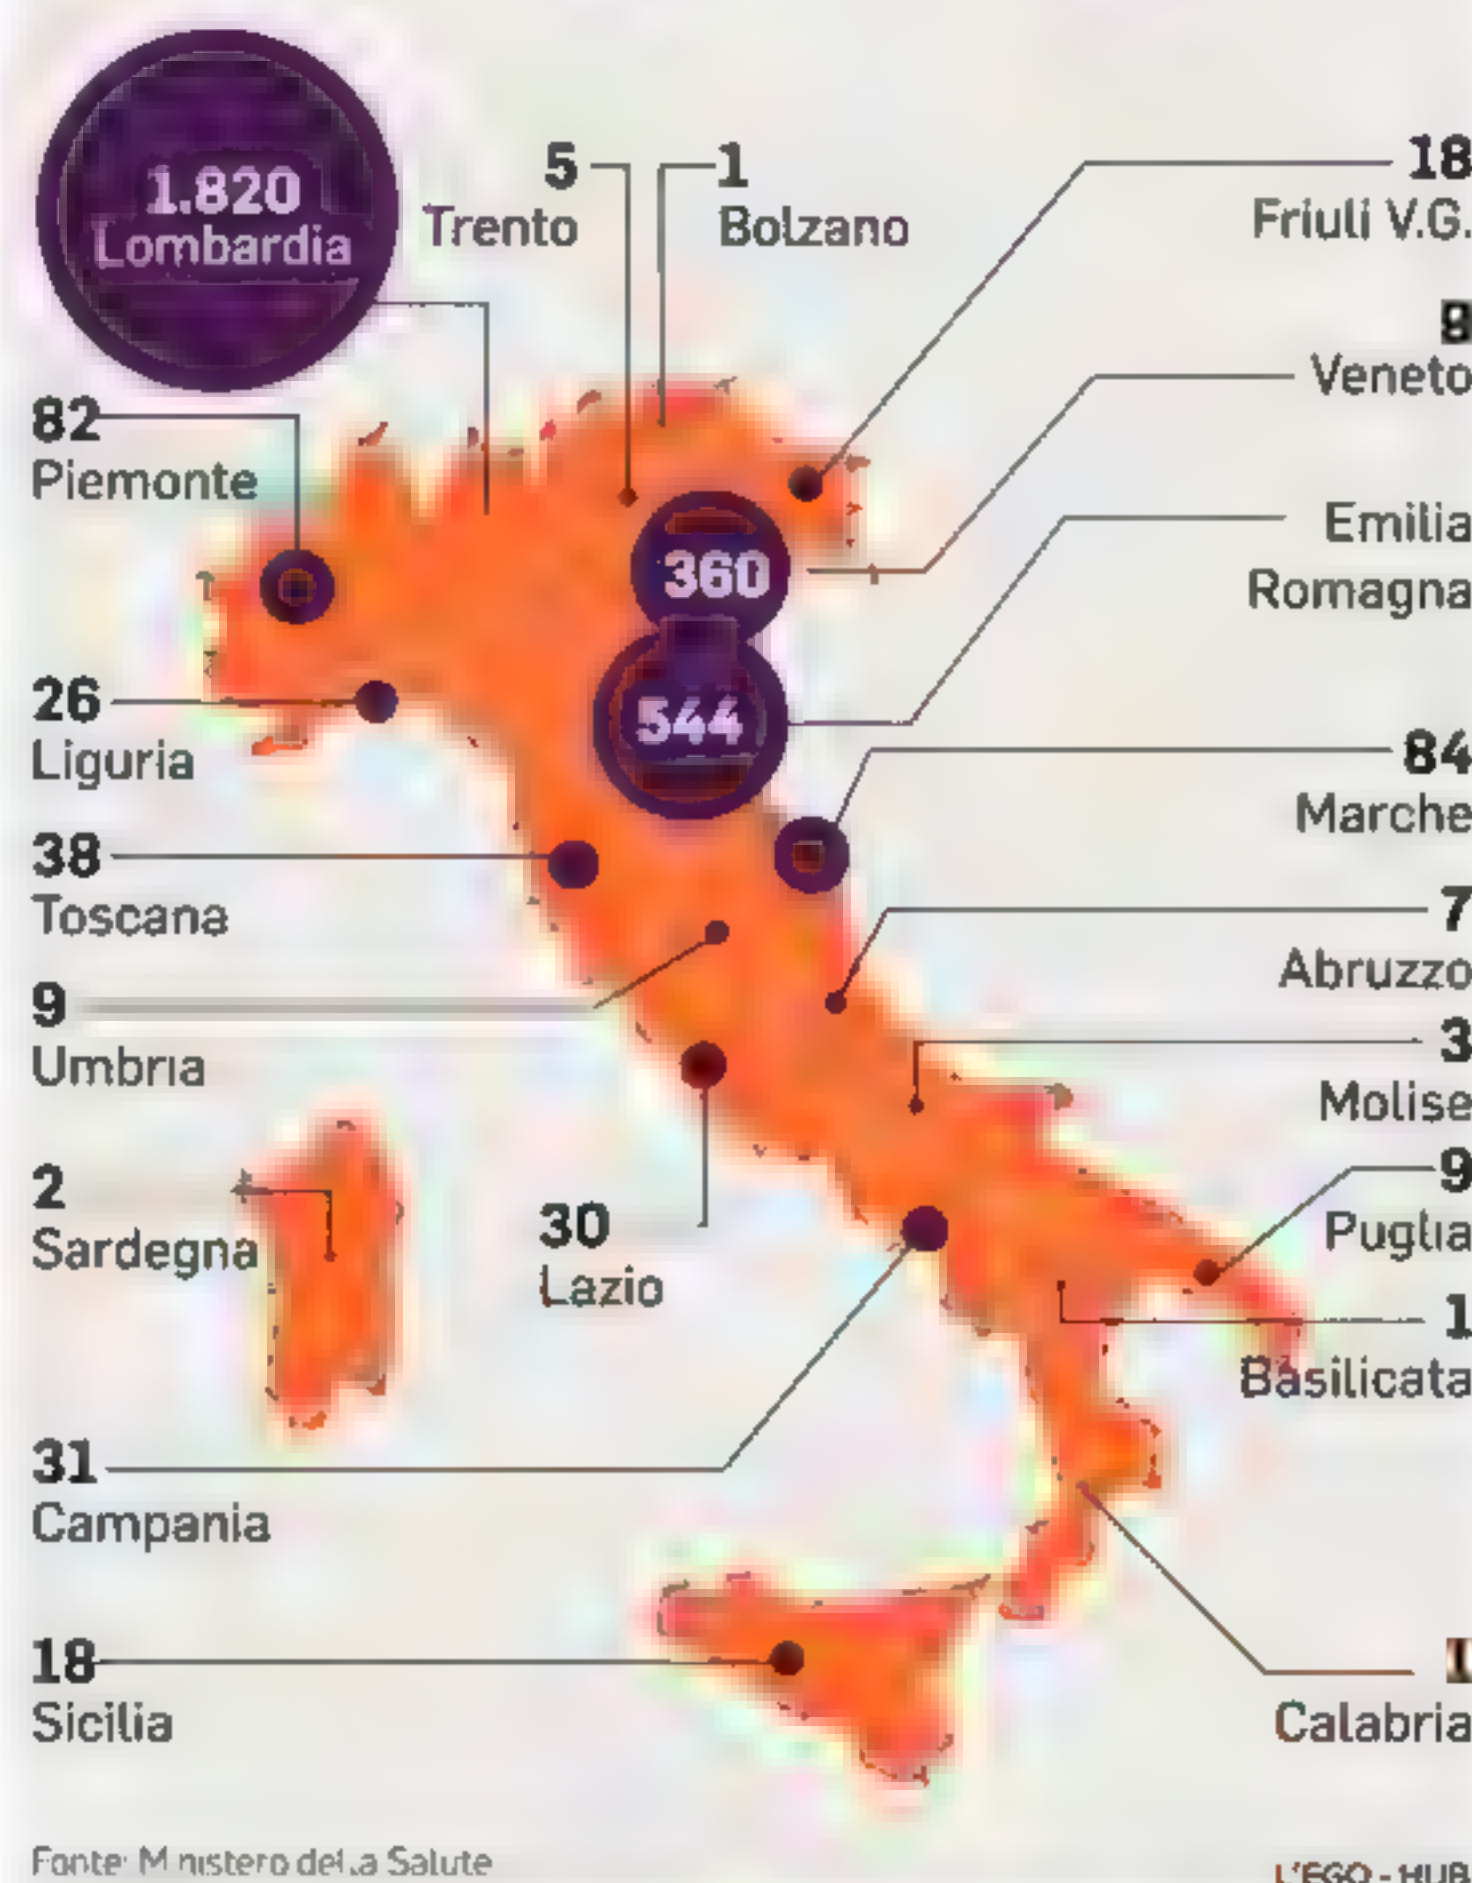 1.820
Lombardia
5
Trento
1
Bolzano
18
Friuli V.G.
82
Piemonte
Veneto
360
Emilia
Romagna
544
26
Liguria
84
Marche
38
Toscana
7
Abruzzo
9
Umbria
3
Molise
2
Sardegna
30
Lazio
9
Puglia
1
Basilicata
31
Campania
18
Sicilia
Calabria
Fonte: Ministero della Salute
L'EGO - HUB